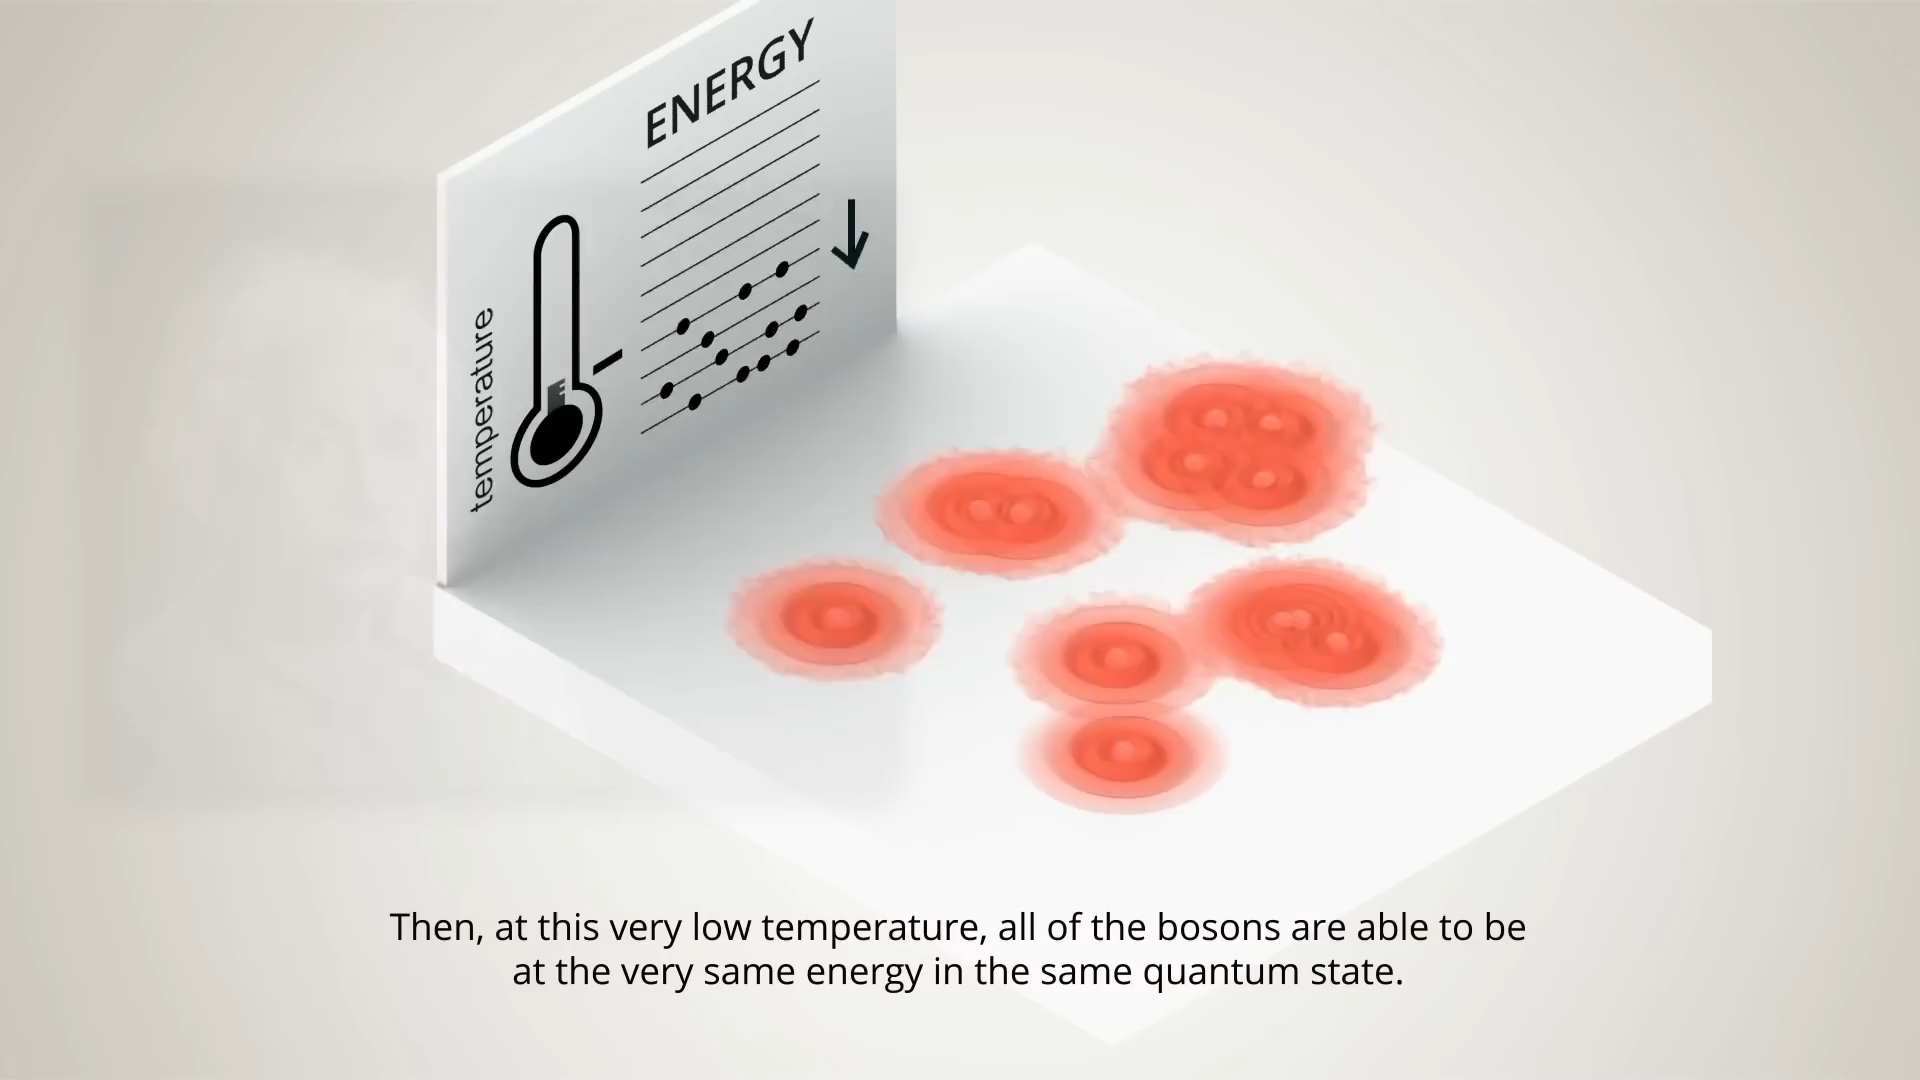 ENERGY
temperature
Then, at this very low temperature, all of the bosons are able to be
at the very same energy in the same quantum state.